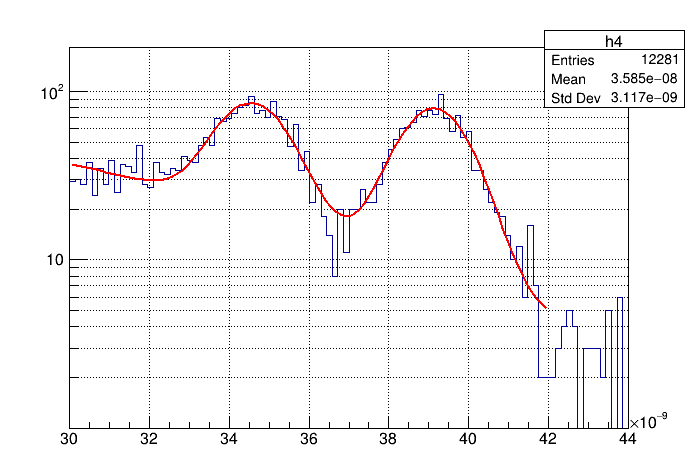 h4
Entries 12281
Mean 3.585e−08
Std Dev 3.117e−09
10²
10
30 32 34 36 38 40 42 44
×10⁻⁹